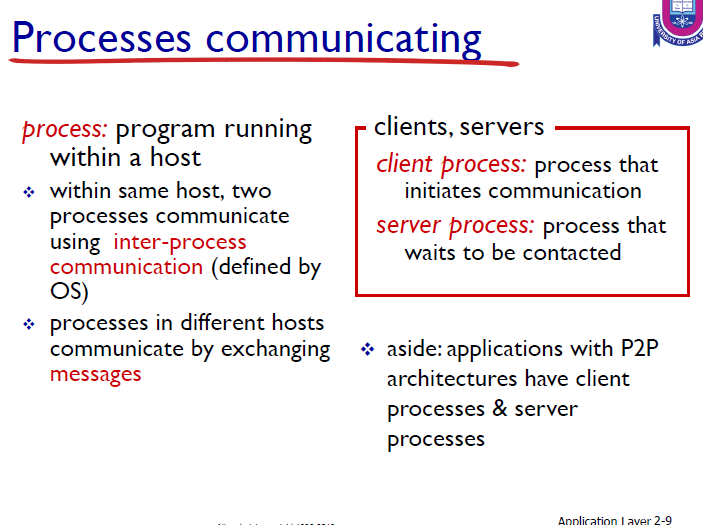 Processes communicating
process: program running
within a host
❖ within same host, two
processes communicate
using inter-process
communication (defined by
OS)
❖ processes in different hosts
communicate by exchanging
messages
clients, servers
client process: process that
initiates communication
server process: process that
waits to be contacted
❖ aside: applications with P2P
architectures have client
processes & server
processes
UNIVERSITY OF ASIA
Application Layer 2-9